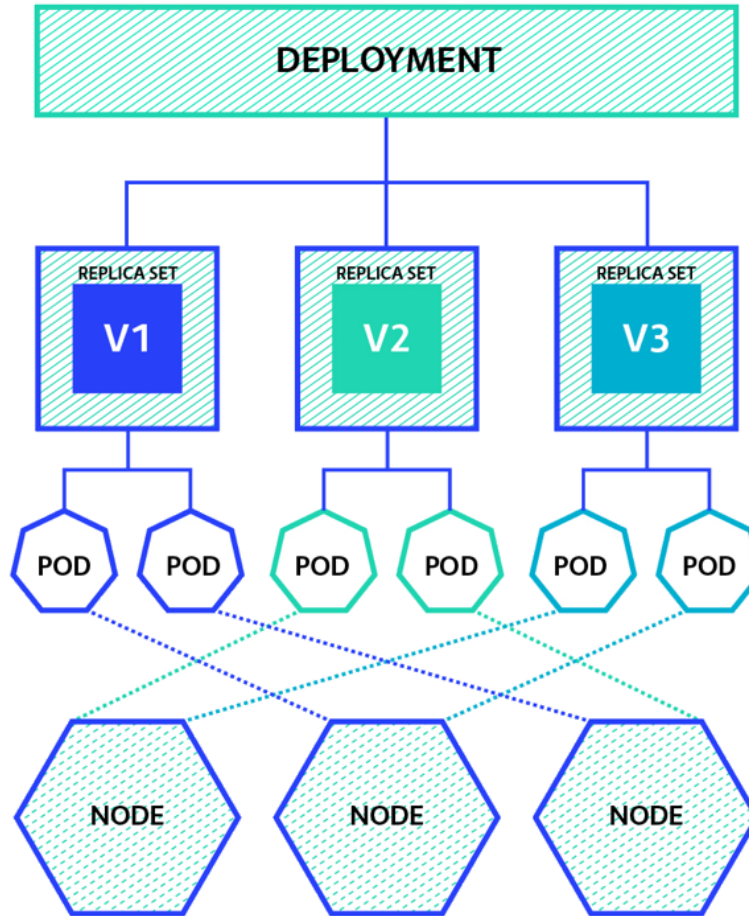 DEPLOYMENT
REPLICA SET
V1
REPLICA SET
V2
REPLICA SET
V3
POD
POD
POD
POD
POD
POD
NODE
NODE
NODE